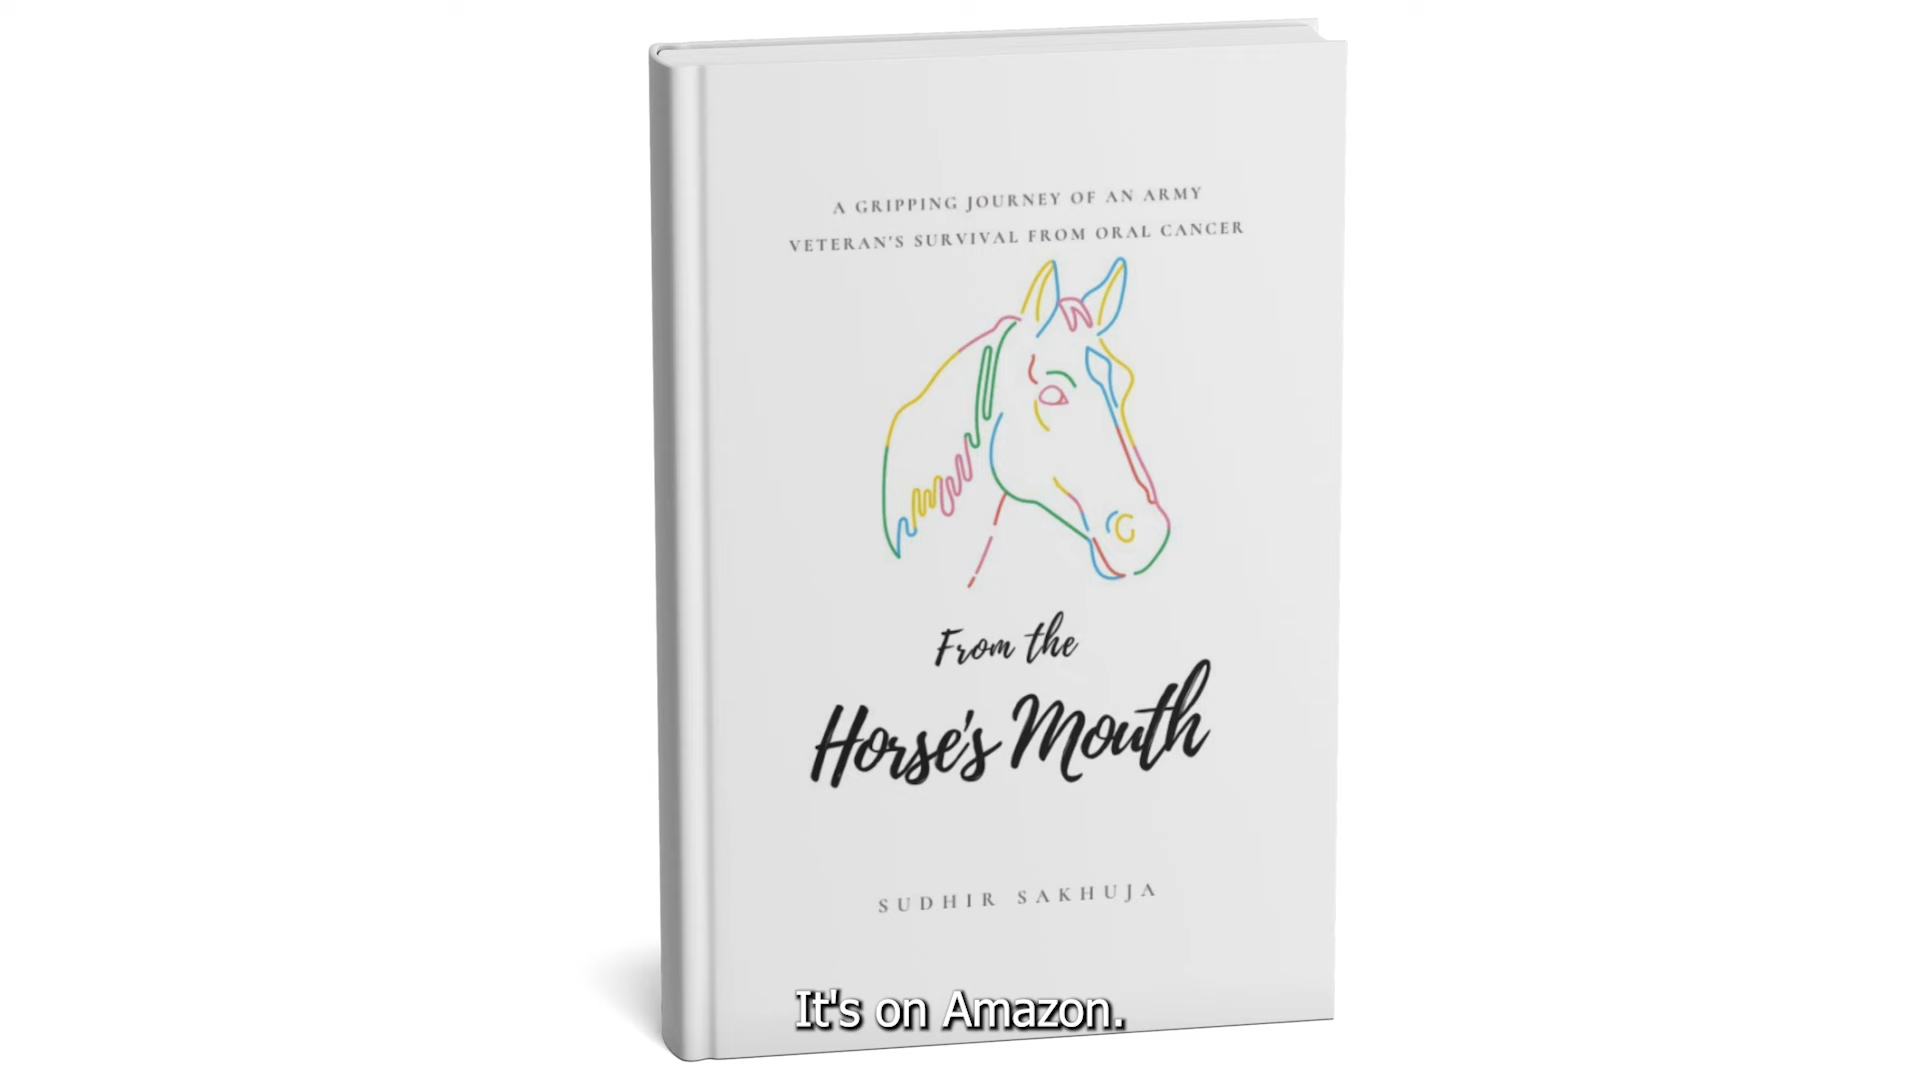 A GRIPPING JOURNEY OF AN ARMY
VETERAN'S SURVIVAL FROM ORAL CANCER
From the
Horse's Mouth
SUDHIR SAKHUJA
It's on Amazon.